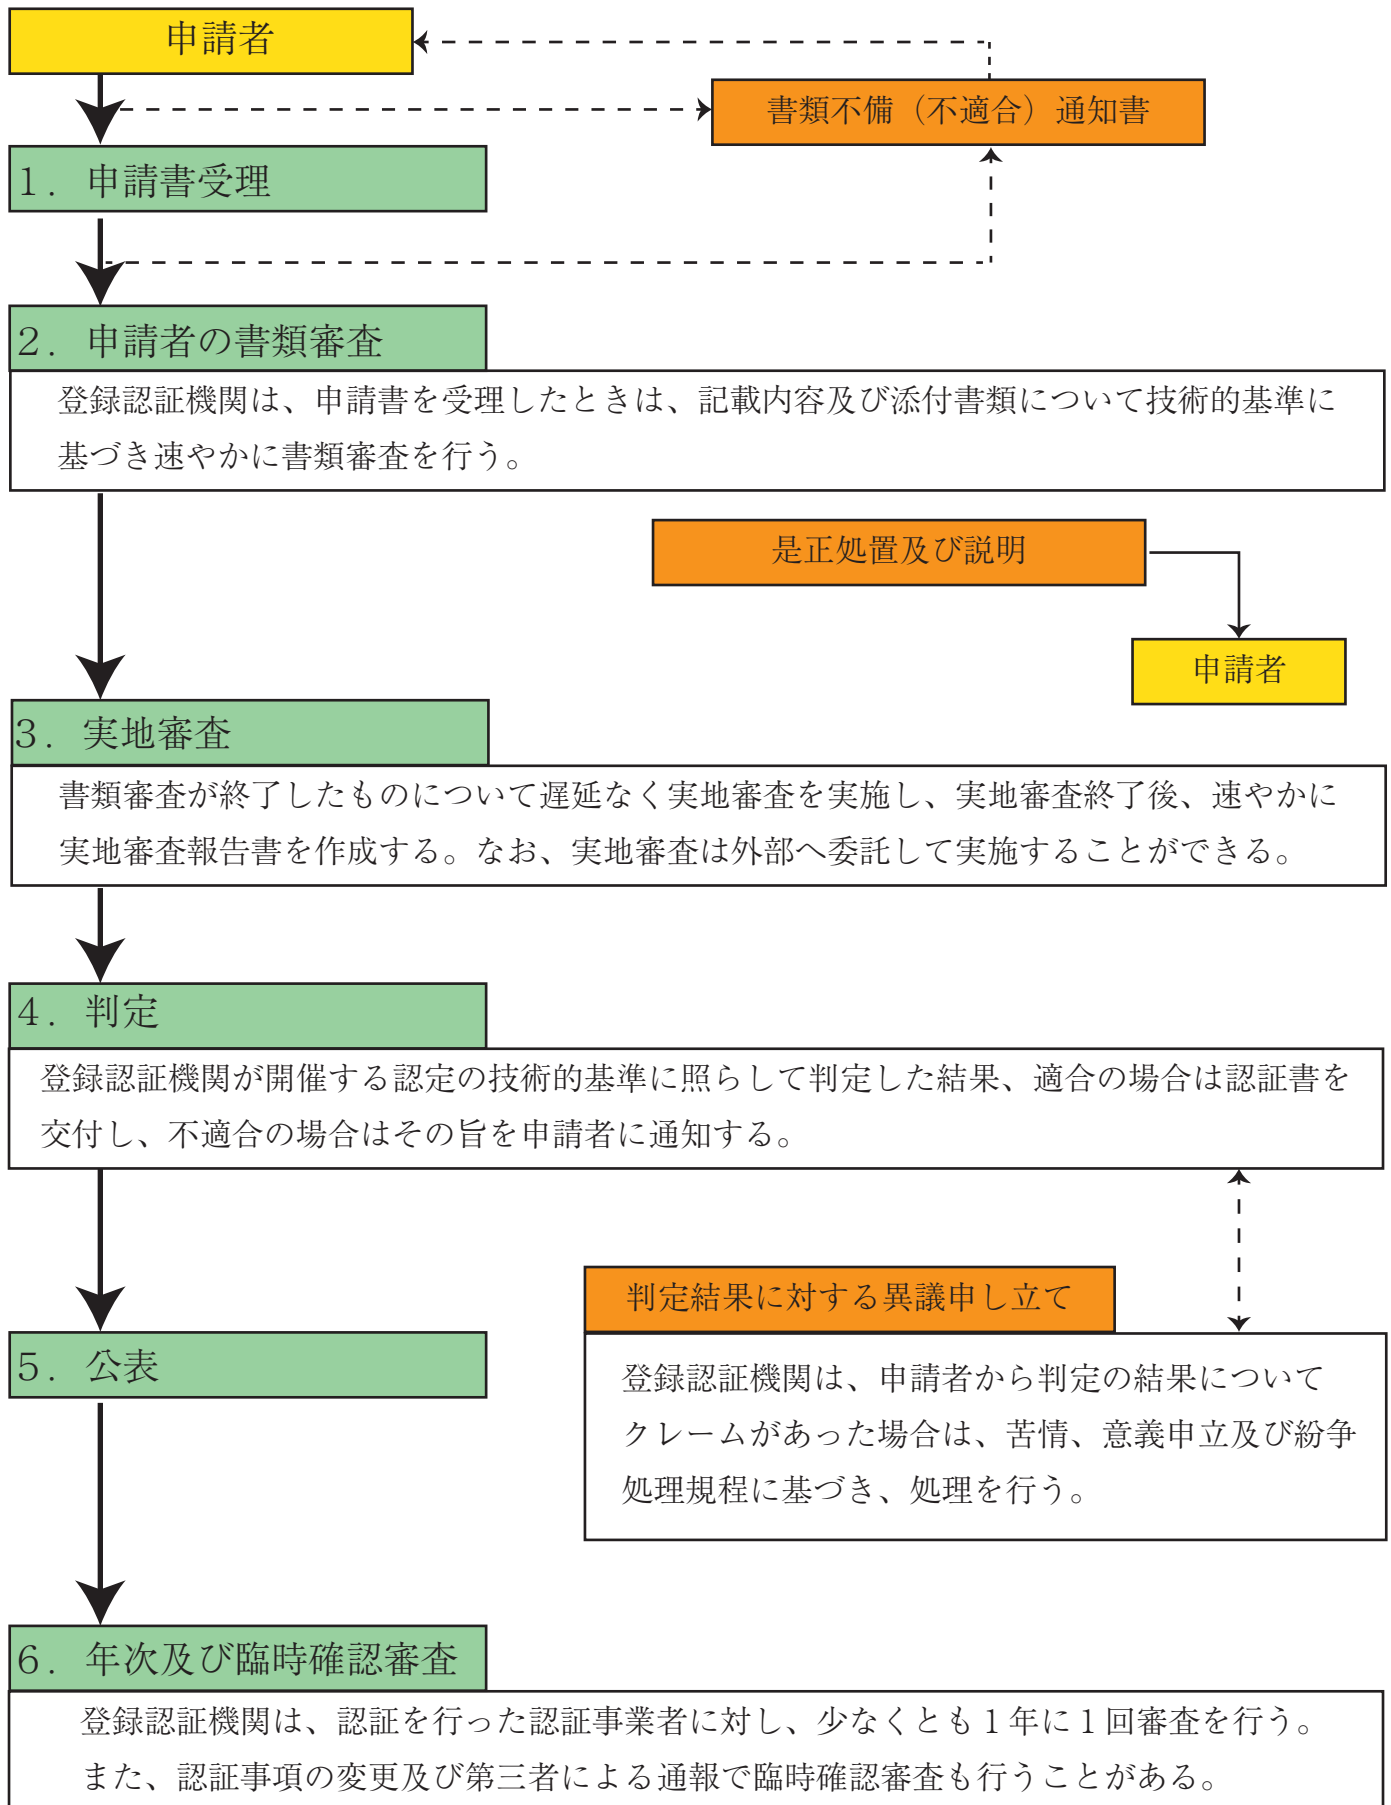 申請者
書類不備（不適合）通知書
１．申請書受理
２．申請者の書類審査
登録認証機関は、申請書を受理したときは、記載内容及び添付書類について技術的基準に
基づき速やかに書類審査を行う。
是正処置及び説明
申請者
３．実地審査
書類審査が終了したものについて遅延なく実地審査を実施し、実地審査終了後、速やかに
実地審査報告書を作成する。なお、実地審査は外部へ委託して実施することができる。
４．判定
登録認証機関が開催する認定の技術的基準に照らして判定した結果、適合の場合は認証書を
交付し、不適合の場合はその旨を申請者に通知する。
判定結果に対する異議申し立て
５．公表
登録認証機関は、申請者から判定の結果について
クレームがあった場合は、苦情、意義申立及び紛争
処理規程に基づき、処理を行う。
６．年次及び臨時確認審査
登録認証機関は、認証を行った認証事業者に対し、少なくとも１年に１回審査を行う。
また、認証事項の変更及び第三者による通報で臨時確認審査も行うことがある。